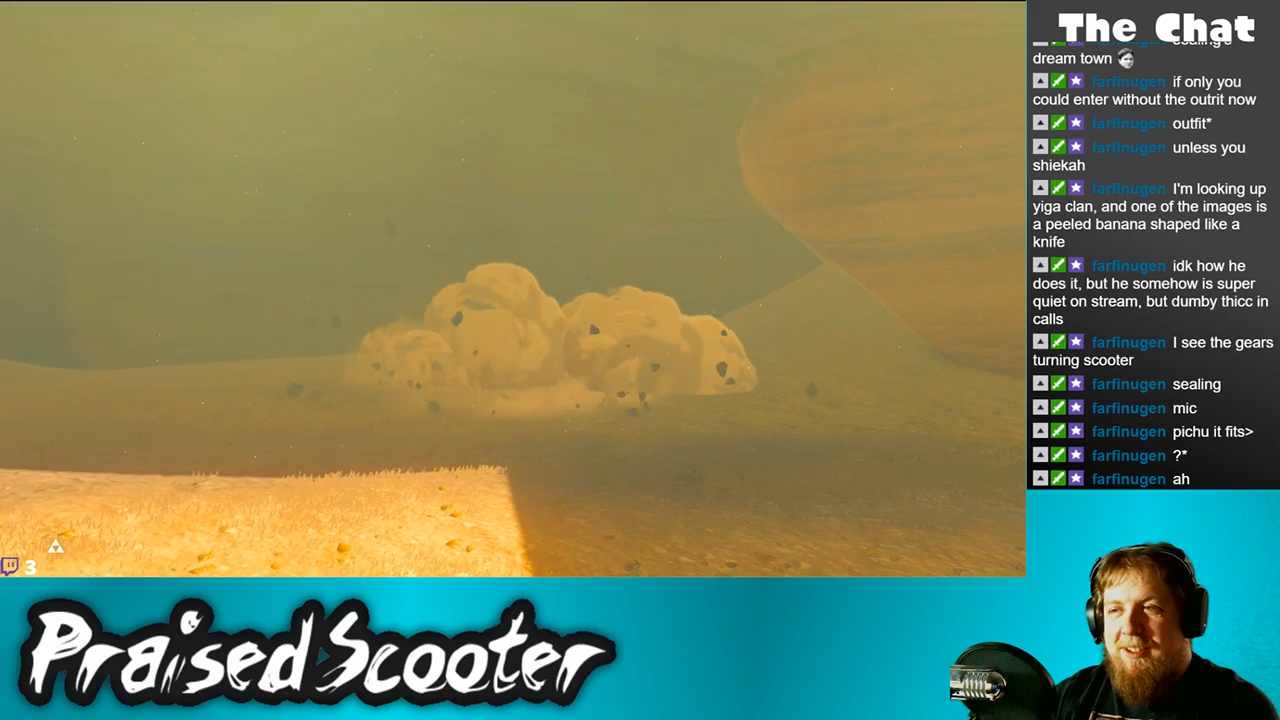 The Chat
dream town
farfinugen if only you
could enter without the outrit now
farfinugen outfit*
farfinugen unless you
shiekah
farfinugen I'm looking up
yiga clan, and one of the images is
a peeled banana shaped like a
knife
farfinugen idk how he
does it, but he somehow is super
quiet on stream, but dumby thicc in
calls
farfinugen I see the gears
turning scooter
farfinugen sealing
farfinugen mic
farfinugen pichu it fits>
farfinugen ?*
farfinugen ah
3
Praised Scooter